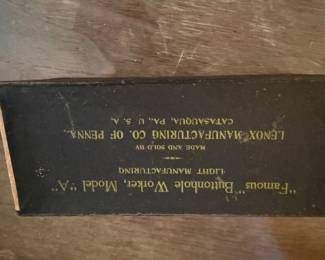 "Famous" Buttonhole Worker, Model "A"
LIGHT MANUFACTURING
MADE AND SOLD BY
LENOX MANUFACTURING CO. OF PENNA.,
CATASAUQUA, PA., U. S. A.